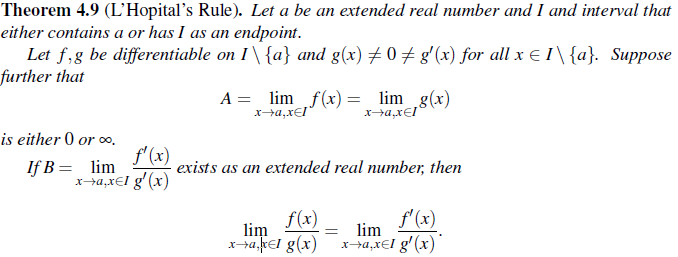 Theorem 4.9 (L'Hopital's Rule). Let a be an extended real number and I and interval that
either contains a or has I as an endpoint.
Let f,g be differentiable on I \ {a} and g(x) ≠ 0 ≠ g′(x) for all x ∈ I \ {a}. Suppose
further that
A = lim_{x→a,x∈I} f(x) = lim_{x→a,x∈I} g(x)
is either 0 or ∞.
If B = lim_{x→a,x∈I} f′(x)/g′(x) exists as an extended real number, then
lim_{x→a,x∈I} f(x)/g(x) = lim_{x→a,x∈I} f′(x)/g′(x).